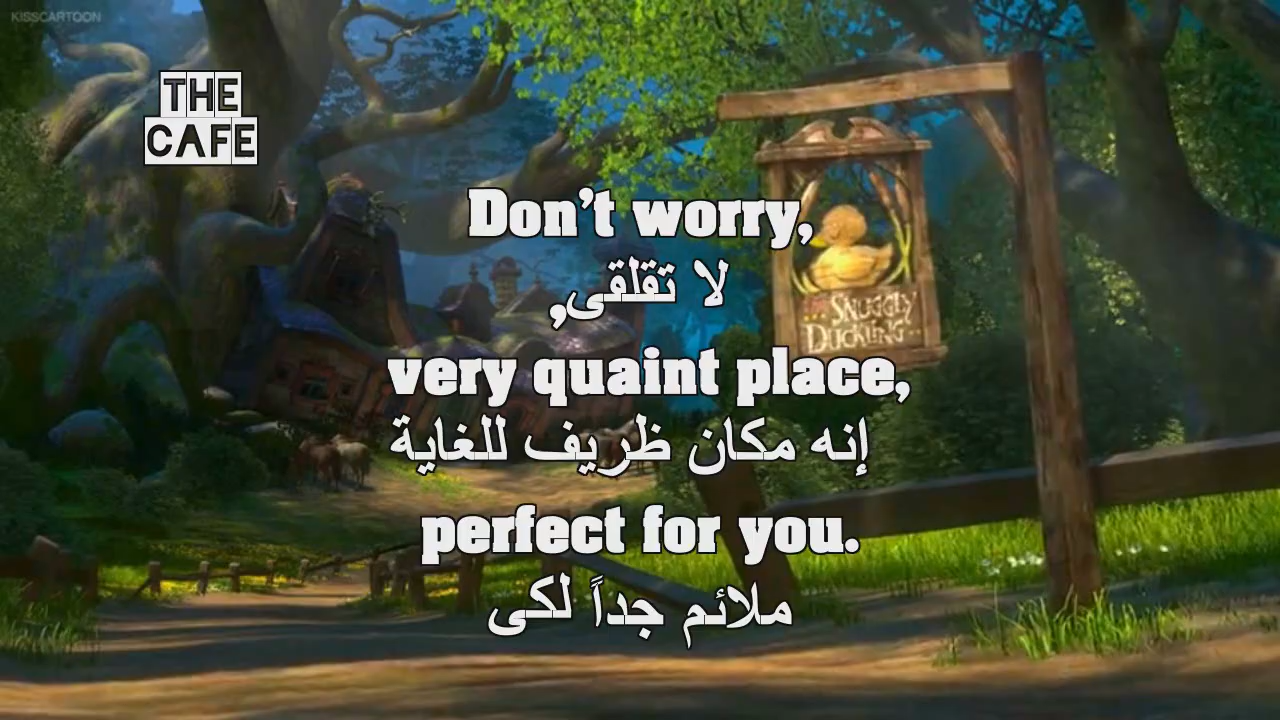 KISSCARTOON
THE
CAFE
Don't worry,
لا تقلقى,
very quaint place,
إنه مكان ظريف للغاية
perfect for you.
ملائم جداً لكى
SNUGGLY
DUCKLING